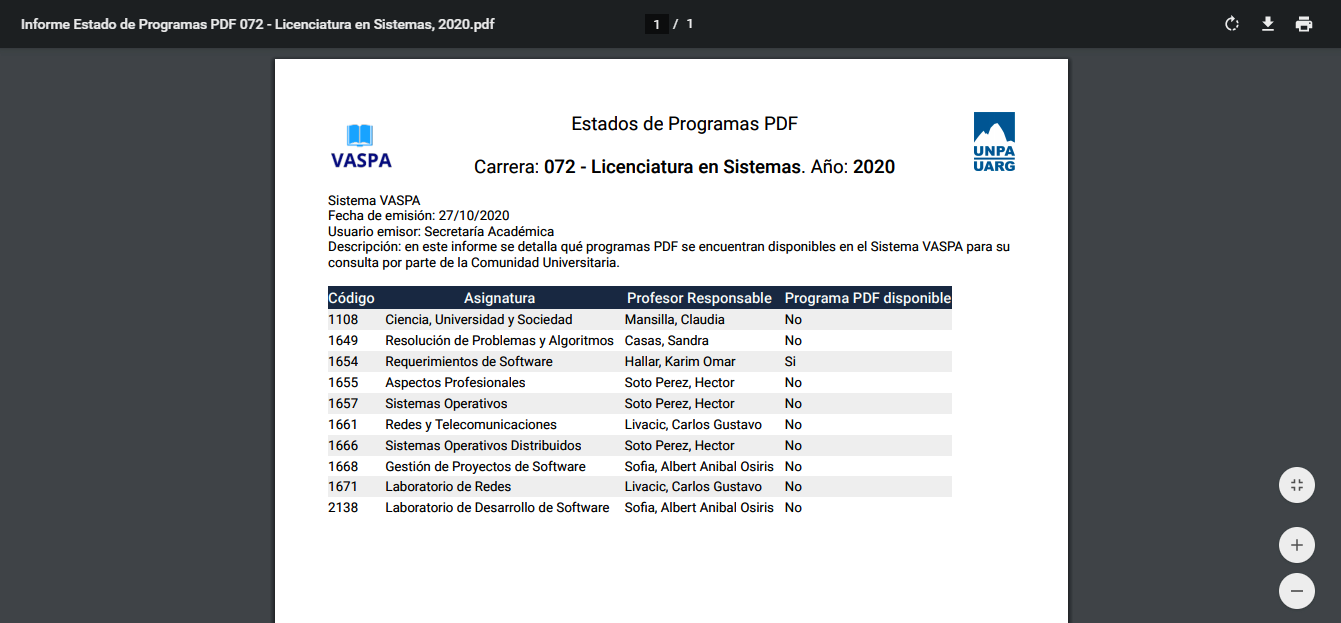 Informe Estado de Programas PDF 072 - Licenciatura en Sistemas, 2020.pdf
1 / 1
VASPA
Estados de Programas PDF
Carrera: 072 - Licenciatura en Sistemas. Año: 2020
UNPA
UARG
Sistema VASPA
Fecha de emisión: 27/10/2020
Usuario emisor: Secretaría Académica
Descripción: en este informe se detalla qué programas PDF se encuentran disponibles en el Sistema VASPA para su
consulta por parte de la Comunidad Universitaria.
Código Asignatura Profesor Responsable Programa PDF disponible
1108 Ciencia, Universidad y Sociedad Mansilla, Claudia No
1649 Resolución de Problemas y Algoritmos Casas, Sandra No
1654 Requerimientos de Software Hallar, Karim Omar Si
1655 Aspectos Profesionales Soto Perez, Hector No
1657 Sistemas Operativos Soto Perez, Hector No
1661 Redes y Telecomunicaciones Livacic, Carlos Gustavo No
1666 Sistemas Operativos Distribuidos Soto Perez, Hector No
1668 Gestión de Proyectos de Software Sofia, Albert Anibal Osiris No
1671 Laboratorio de Redes Livacic, Carlos Gustavo No
2138 Laboratorio de Desarrollo de Software Sofia, Albert Anibal Osiris No